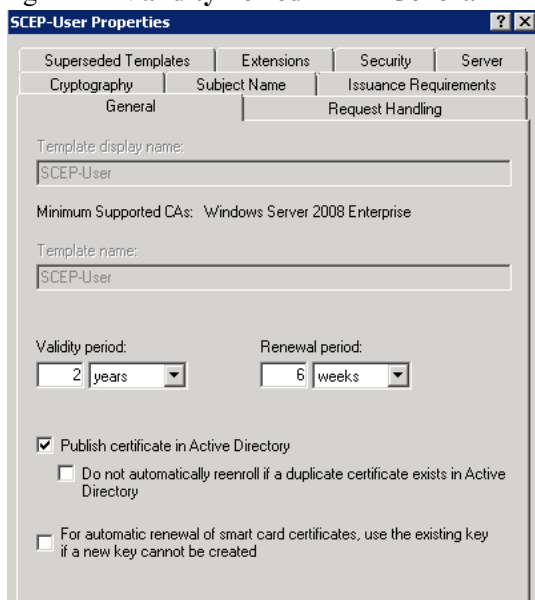 SCEP-User Properties
Superseded Templates Extensions Security Server
Cryptography Subject Name Issuance Requirements
General Request Handling
Template display name:
SCEP-User
Minimum Supported CAs: Windows Server 2008 Enterprise
Template name:
SCEP-User
Validity period: Renewal period:
2 years 6 weeks
Publish certificate in Active Directory
Do not automatically reenroll if a duplicate certificate exists in Active
Directory
For automatic renewal of smart card certificates, use the existing key
if a new key cannot be created